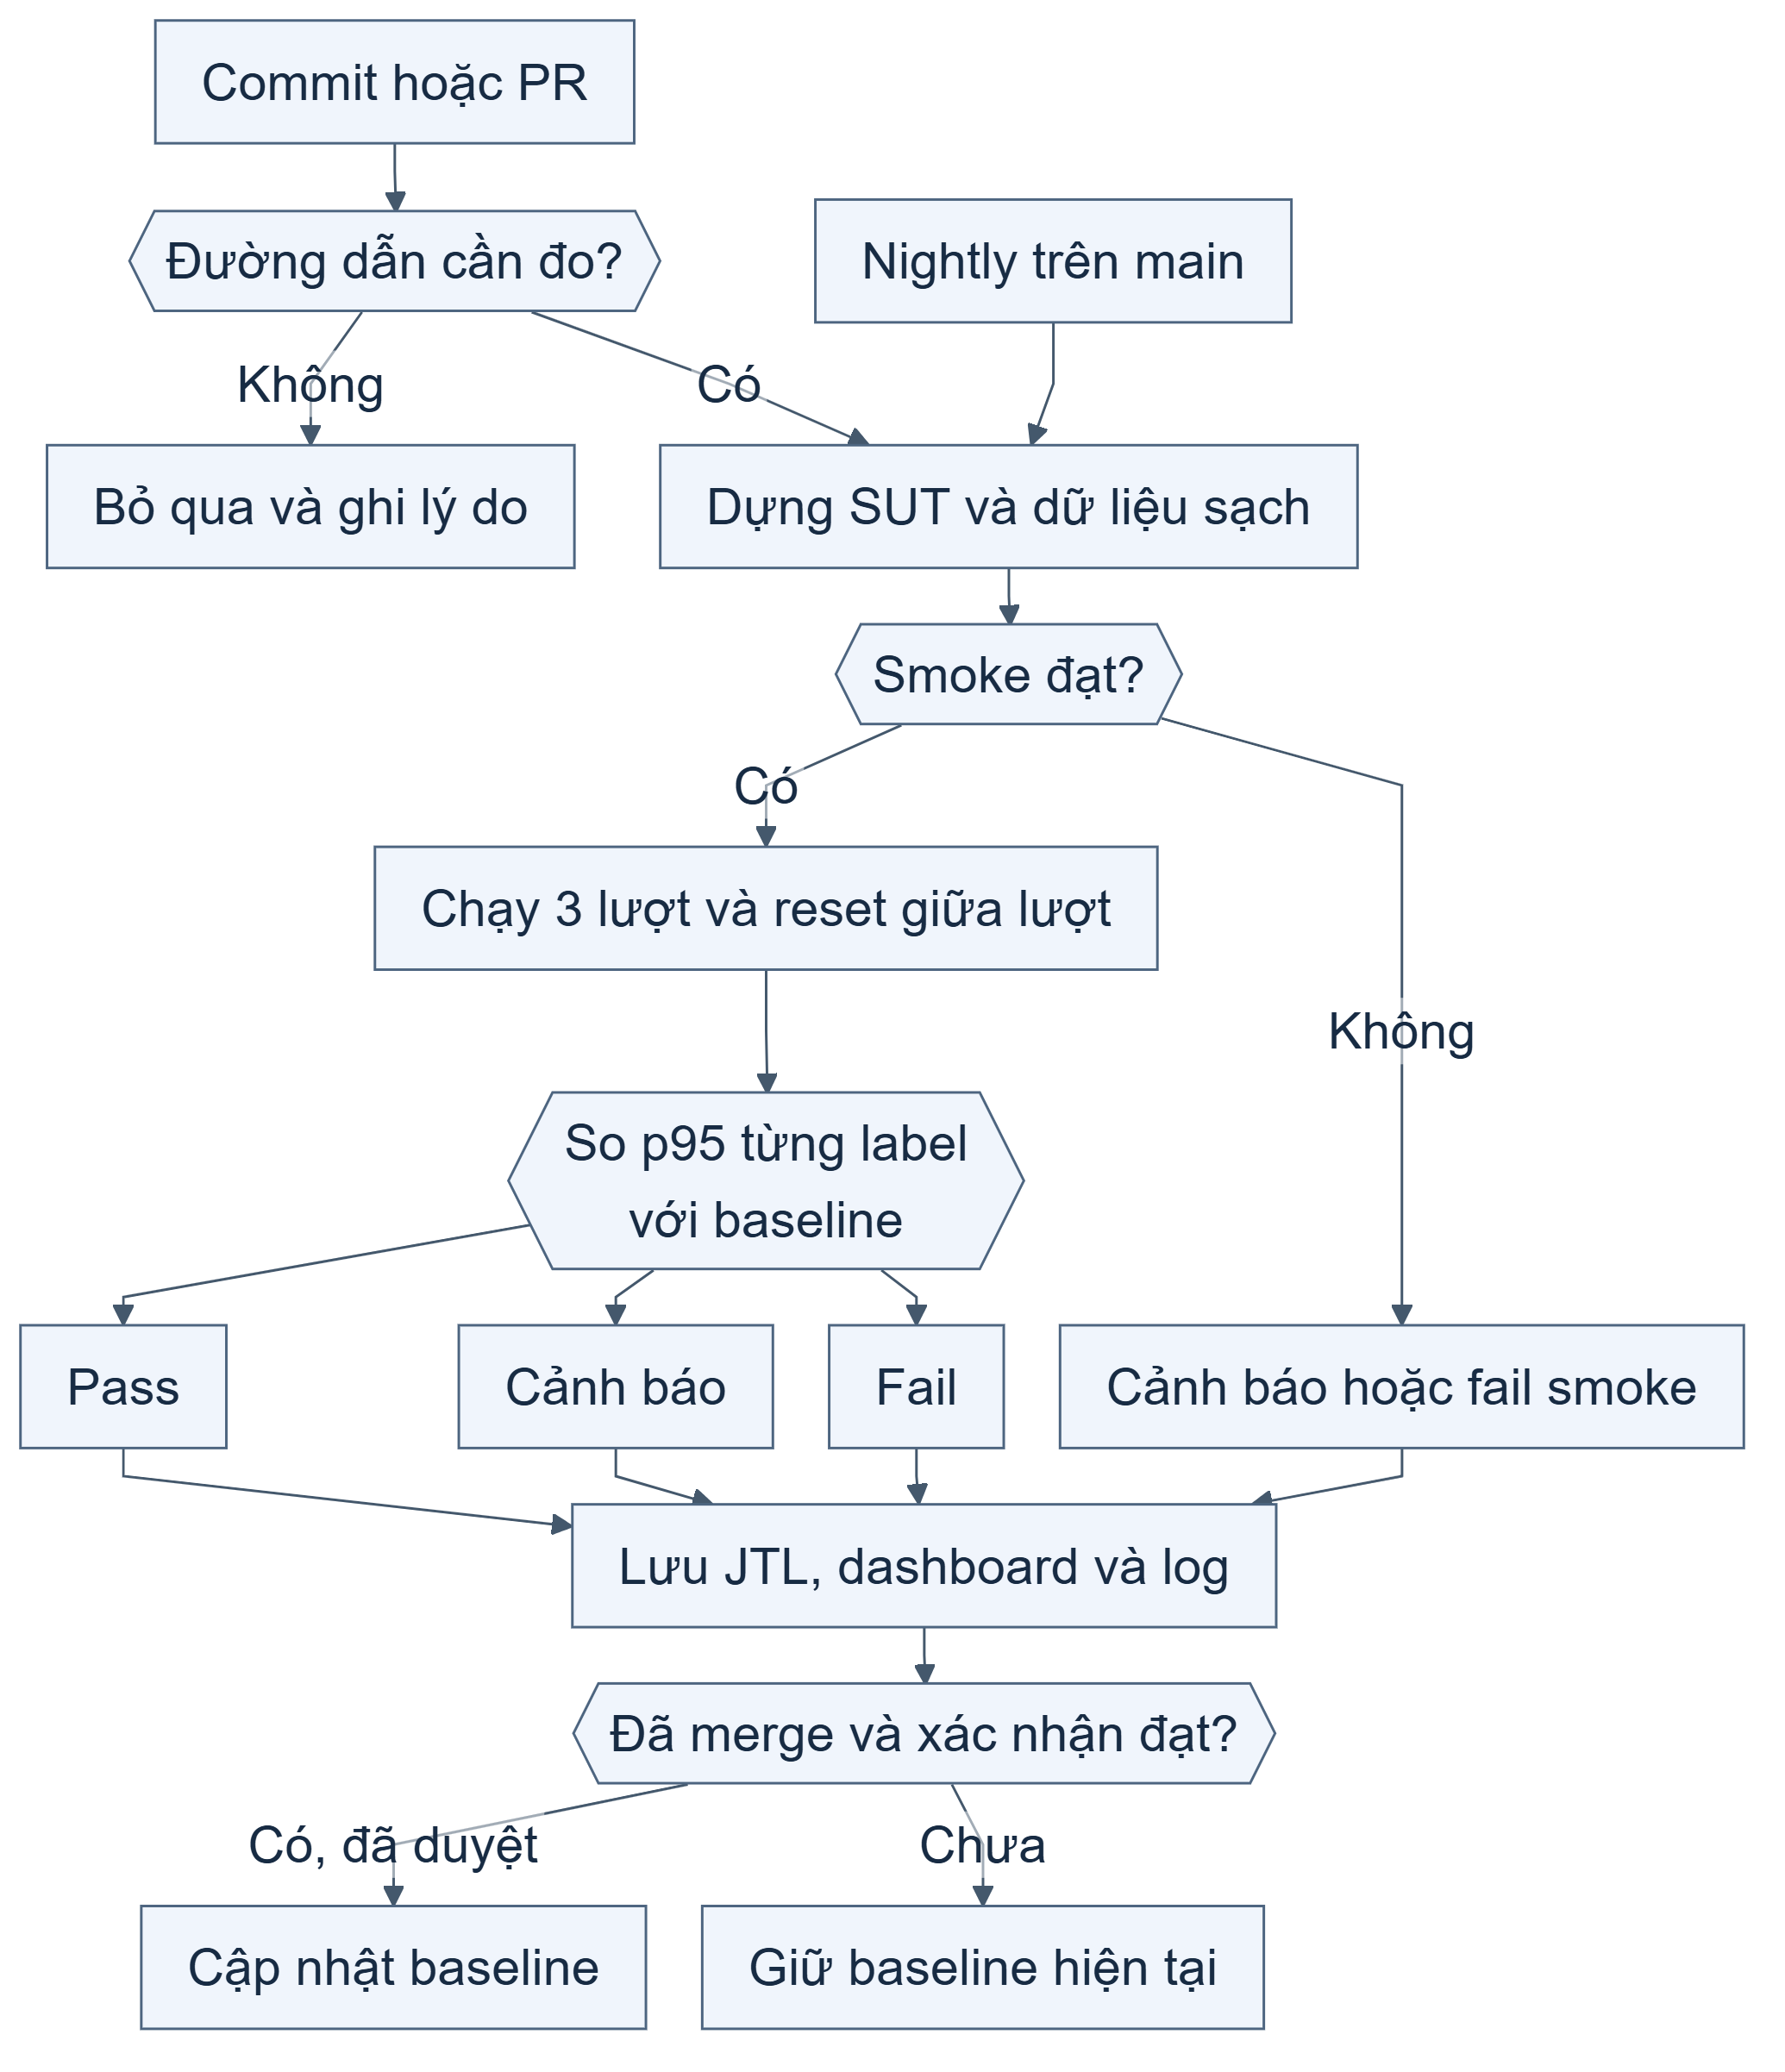 Commit hoặc PR
Đường dẫn cần đo?
Nightly trên main
Không
Có
Bỏ qua và ghi lý do
Dựng SUT và dữ liệu sạch
Smoke đạt?
Có
Chạy 3 lượt và reset giữa lượt
Không
So p95 từng label
với baseline
Pass
Cảnh báo
Fail
Cảnh báo hoặc fail smoke
Lưu JTL, dashboard và log
Đã merge và xác nhận đạt?
Có, đã duyệt
Chưa
Cập nhật baseline
Giữ baseline hiện tại